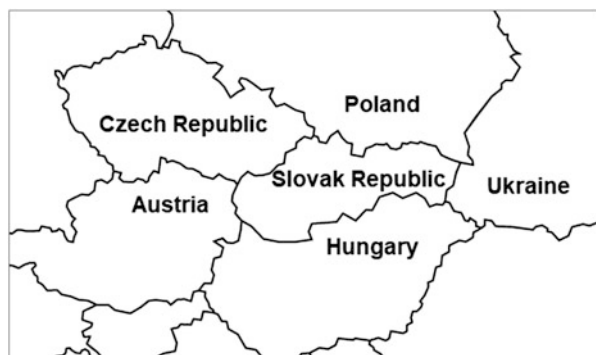 Poland
Czech Republic
Slovak Republic
Ukraine
Austria
Hungary